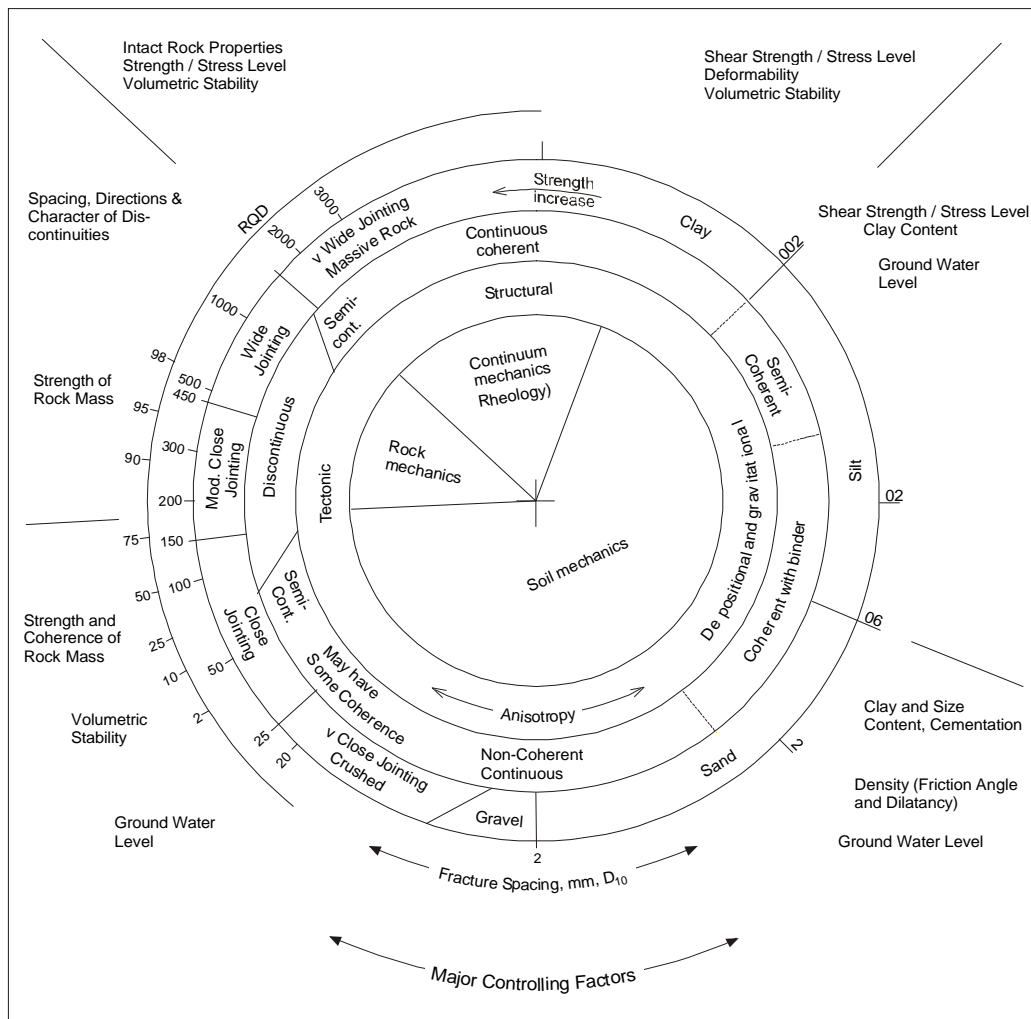 Intact Rock Properties
Strength / Stress Level
Volumetric Stability
Shear Strength / Stress Level
Deformability
Volumetric Stability
Spacing, Directions &
Character of Dis-
continuities
Shear Strength / Stress Level
Clay Content
Ground Water
Level
Strength of
Rock Mass
Strength and
Coherence of
Rock Mass
Volumetric
Stability
Ground Water
Level
Clay and Size
Content, Cementation
Density (Friction Angle
and Dilatancy)
Ground Water Level
RQD
98
95
90
75
50
25
10
2
3000
2000
1000
500
450
300
200
150
100
50
25
20
v Wide Jointing
Massive Rock
Wide
Jointing
Mod. Close
Jointing
Close
Jointing
v Close Jointing
Crushed
Gravel
Sand
Silt
Clay
002
02
06
2
2
Strength
increase
Continuous
coherent
Semi-
cont.
Discontinuous
Semi-
Cont.
May have
Some Coherence
Non-Coherent
Continuous
Coherent with binder
Semi-
Coherent
Structural
Tectonic
Depositional and gravitational
Anisotropy
Continuum
mechanics
Rheology)
Rock
mechanics
Soil mechanics
Fracture Spacing, mm, D10
Major Controlling Factors